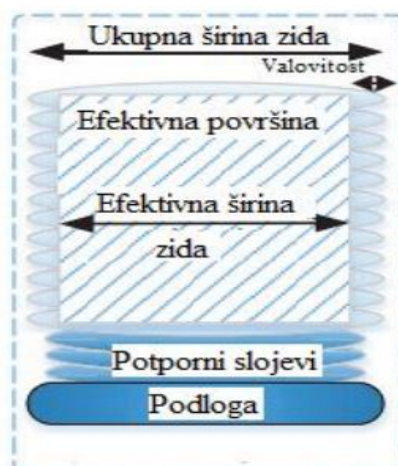 Ukupna širina zida
Valovitost
Efektivna površina
Efektivna širina
zida
Potporni slojevi
Podloga